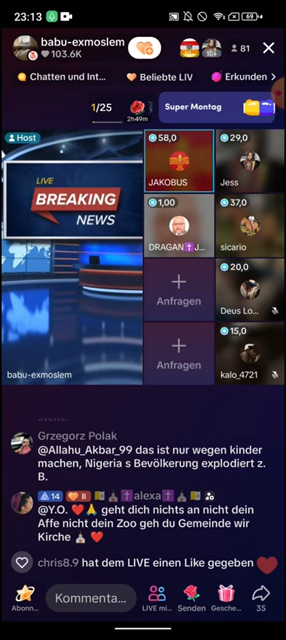 23:13
69
babu-exmoslem
103.6K
10
81
Chatten und Int...
Beliebte LIV
Erkunden
1/25
2h49m
Super Montag
Host
LIVE
BREAKING
NEWS
babu-exmoslem
58,0
JAKOBUS
29,0
Jess
1,00
DRAGAN✝️J...
37,0
sicario
Anfragen
20,0
Deus Lo...
Anfragen
15,0
kalo_4721
Grzegorz Polak
@Allahu_Akbar_99 das ist nur wegen kinder
machen, Nigeria s Bevölkerung explodiert z.
B.
14 II alexa
@Y.O. ❤️🙏 geht dich nichts an nicht dein
Affe nicht dein Zoo geh du Gemeinde wir
Kirche ⛪ ❤️
chris8.9 hat dem LIVE einen Like gegeben
Abonn...
Kommenta...
LIVE mi...
Senden
Gesche...
35